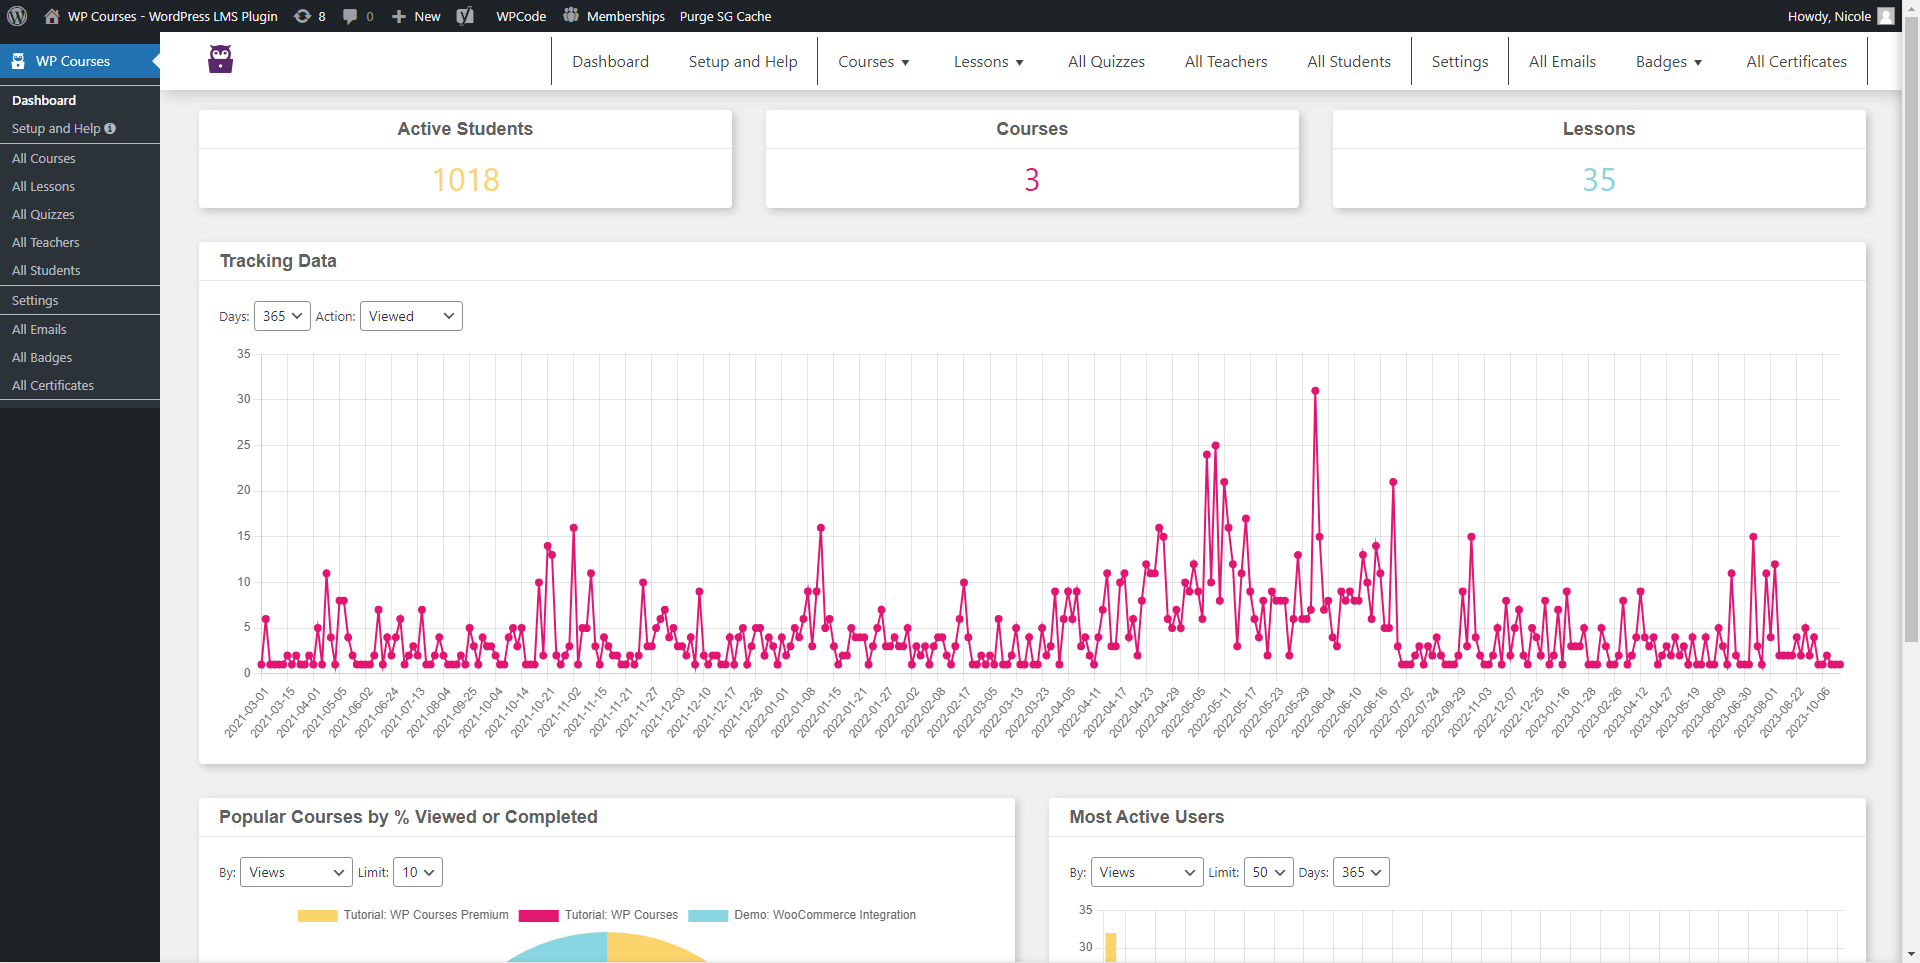 WP Courses - WordPress LMS Plugin 8 0 New WPCode Memberships Purge SG Cache Howdy, Nicole
WP Courses
Dashboard
Setup and Help
All Courses
All Lessons
All Quizzes
All Teachers
All Students
Settings
All Emails
All Badges
All Certificates
Dashboard Setup and Help Courses Lessons All Quizzes All Teachers All Students Settings All Emails Badges All Certificates
Active Students
1018
Courses
3
Lessons
35
Tracking Data
Days: 365 Action: Viewed
35
30
25
20
15
10
5
0
2021-03-01 2021-03-15 2021-04-01 2021-05-05 2021-06-02 2021-06-24 2021-07-13 2021-08-04 2021-09-25 2021-10-04 2021-10-14 2021-10-21 2021-11-02 2021-11-15 2021-11-21 2021-11-27 2021-12-03 2021-12-10 2021-12-17 2021-12-26 2022-01-01 2022-01-08 2022-01-15 2022-01-21 2022-01-27 2022-02-02 2022-02-08 2022-02-17 2022-03-05 2022-03-13 2022-03-23 2022-04-05 2022-04-11 2022-04-17 2022-04-23 2022-04-29 2022-05-05 2022-05-11 2022-05-17 2022-05-23 2022-05-29 2022-06-04 2022-06-10 2022-06-16 2022-07-02 2022-07-24 2022-09-29 2022-11-03 2022-12-07 2022-12-25 2023-01-16 2023-01-28 2023-02-26 2023-04-12 2023-04-27 2023-05-19 2023-06-09 2023-06-30 2023-08-01 2023-08-22 2023-10-06
Popular Courses by % Viewed or Completed
By: Views Limit: 10
Tutorial: WP Courses Premium Tutorial: WP Courses Demo: WooCommerce Integration
Most Active Users
By: Views Limit: 50 Days: 365
35
30